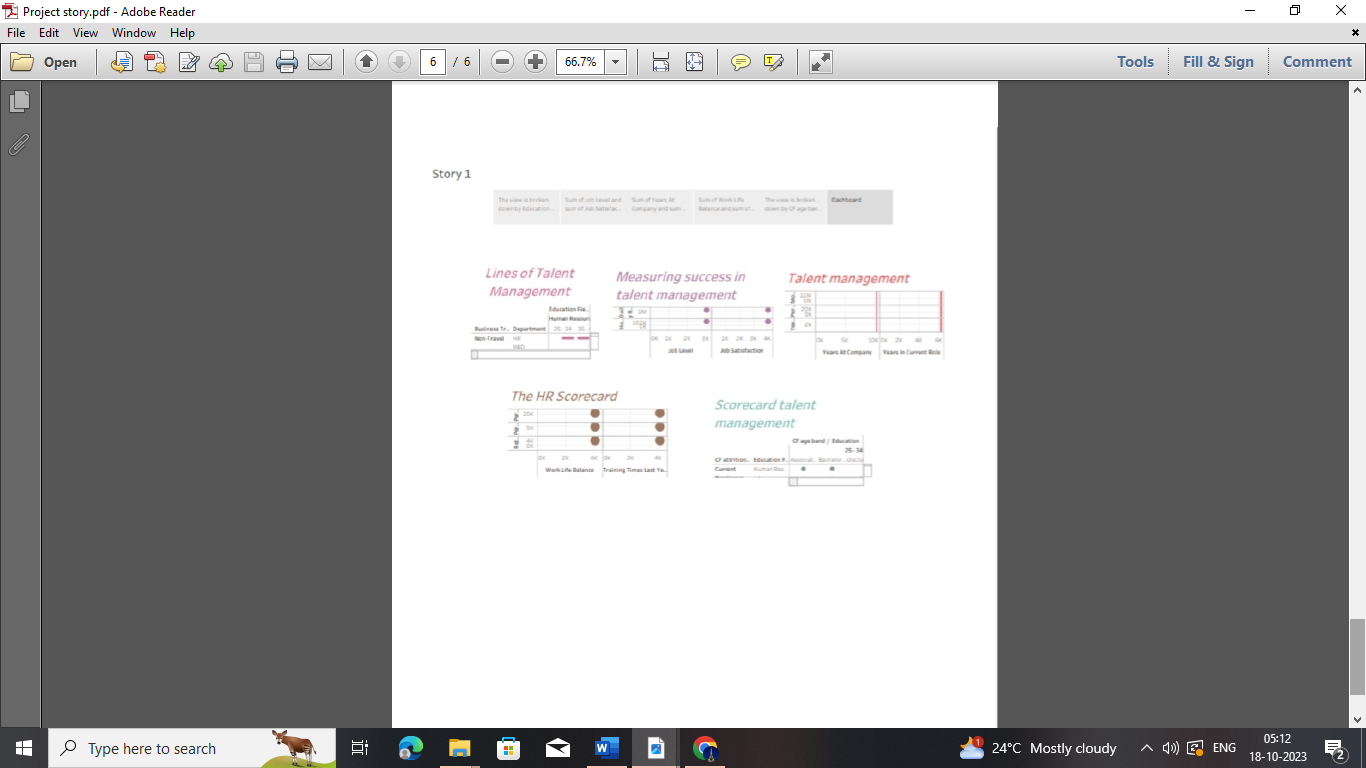 Project story.pdf - Adobe Reader
File Edit View Window Help
Open 6 / 6 66.7% Tools Fill & Sign Comment
Story 1
The view is broken down by Education...
Sum of Job Level and sum of Job Satisfac...
Sum of Years At Company and sum...
Sum of Work Life Balance and sum of...
The view is broken down by CF age ban...
Dashboard
Lines of Talent
Management
Education Fie..
Human Resour
Business Tr.. Department 25- 34 35-
Non-Travel HR
R&D
Measuring success in
talent management
0K 1K 2K 3K 1K 2K 3K 4K
Job Level Job Satisfaction
Talent management
0K 5K 10K 0K 2K 4K 6K
Years At Company Years In Current Role
The HR Scorecard
20K
5K
4K
0K
0K 2K 4K 0K 2K 4K
Work Life Balance Training Times Last Ye..
Scorecard talent
management
CF age band / Education
25- 34
CF attrition.. Education F.. Associat.. Bachelor.. Docto
Current Human Res..
Type here to search
24°C Mostly cloudy ENG 05:12
18-10-2023